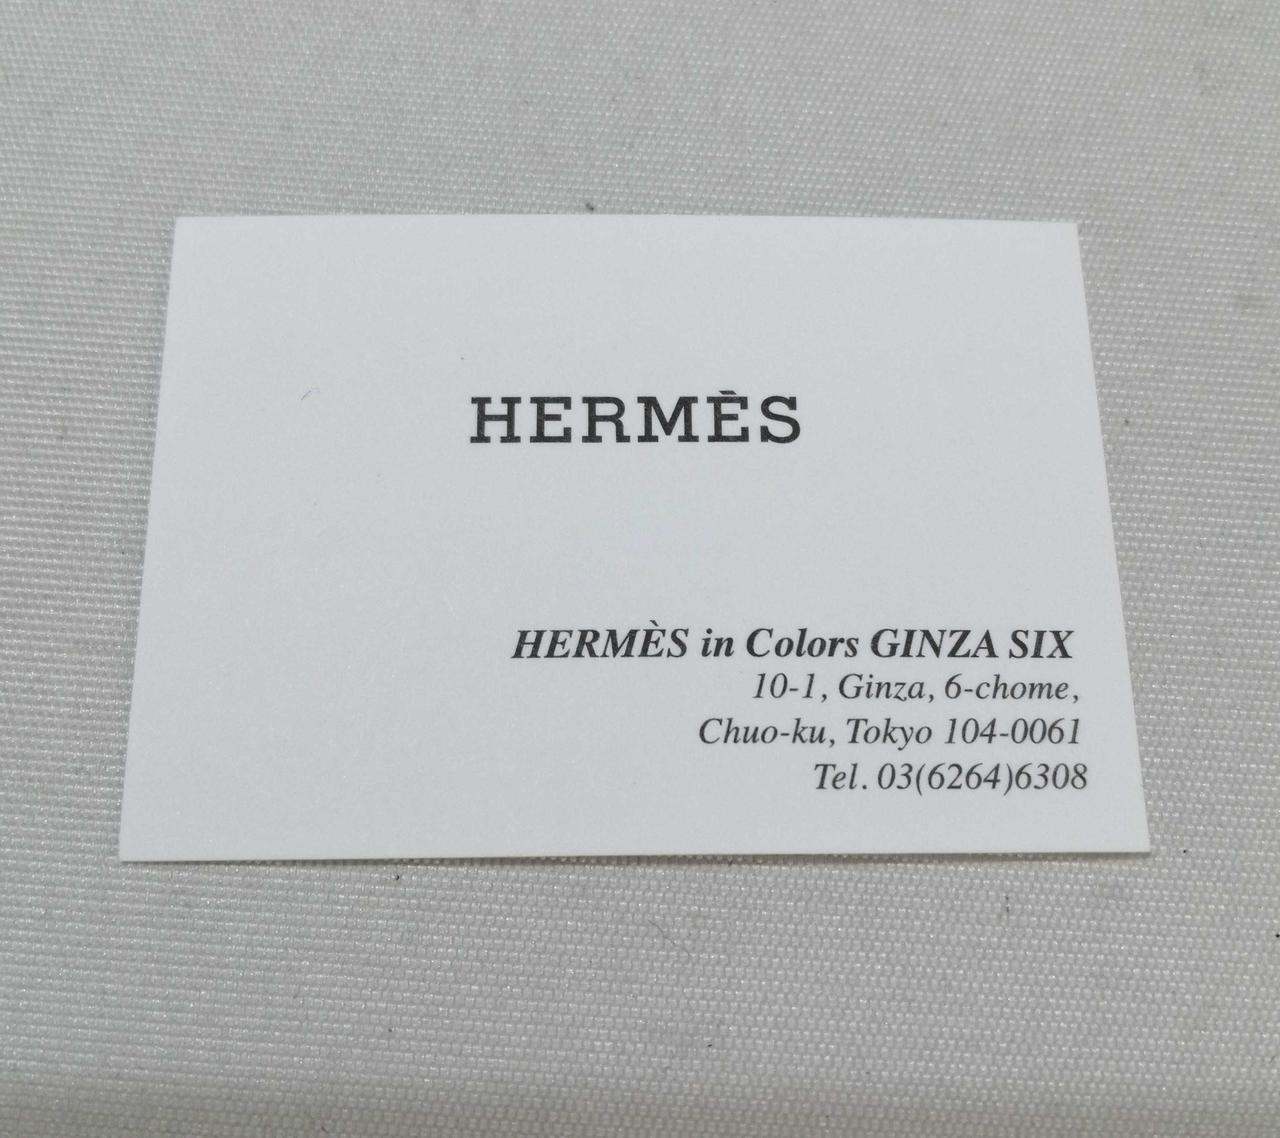 HERMÈS
HERMÈS in Colors GINZA SIX
10-1, Ginza, 6-chome,
Chuo-ku, Tokyo 104-0061
Tel. 03(6264)6308